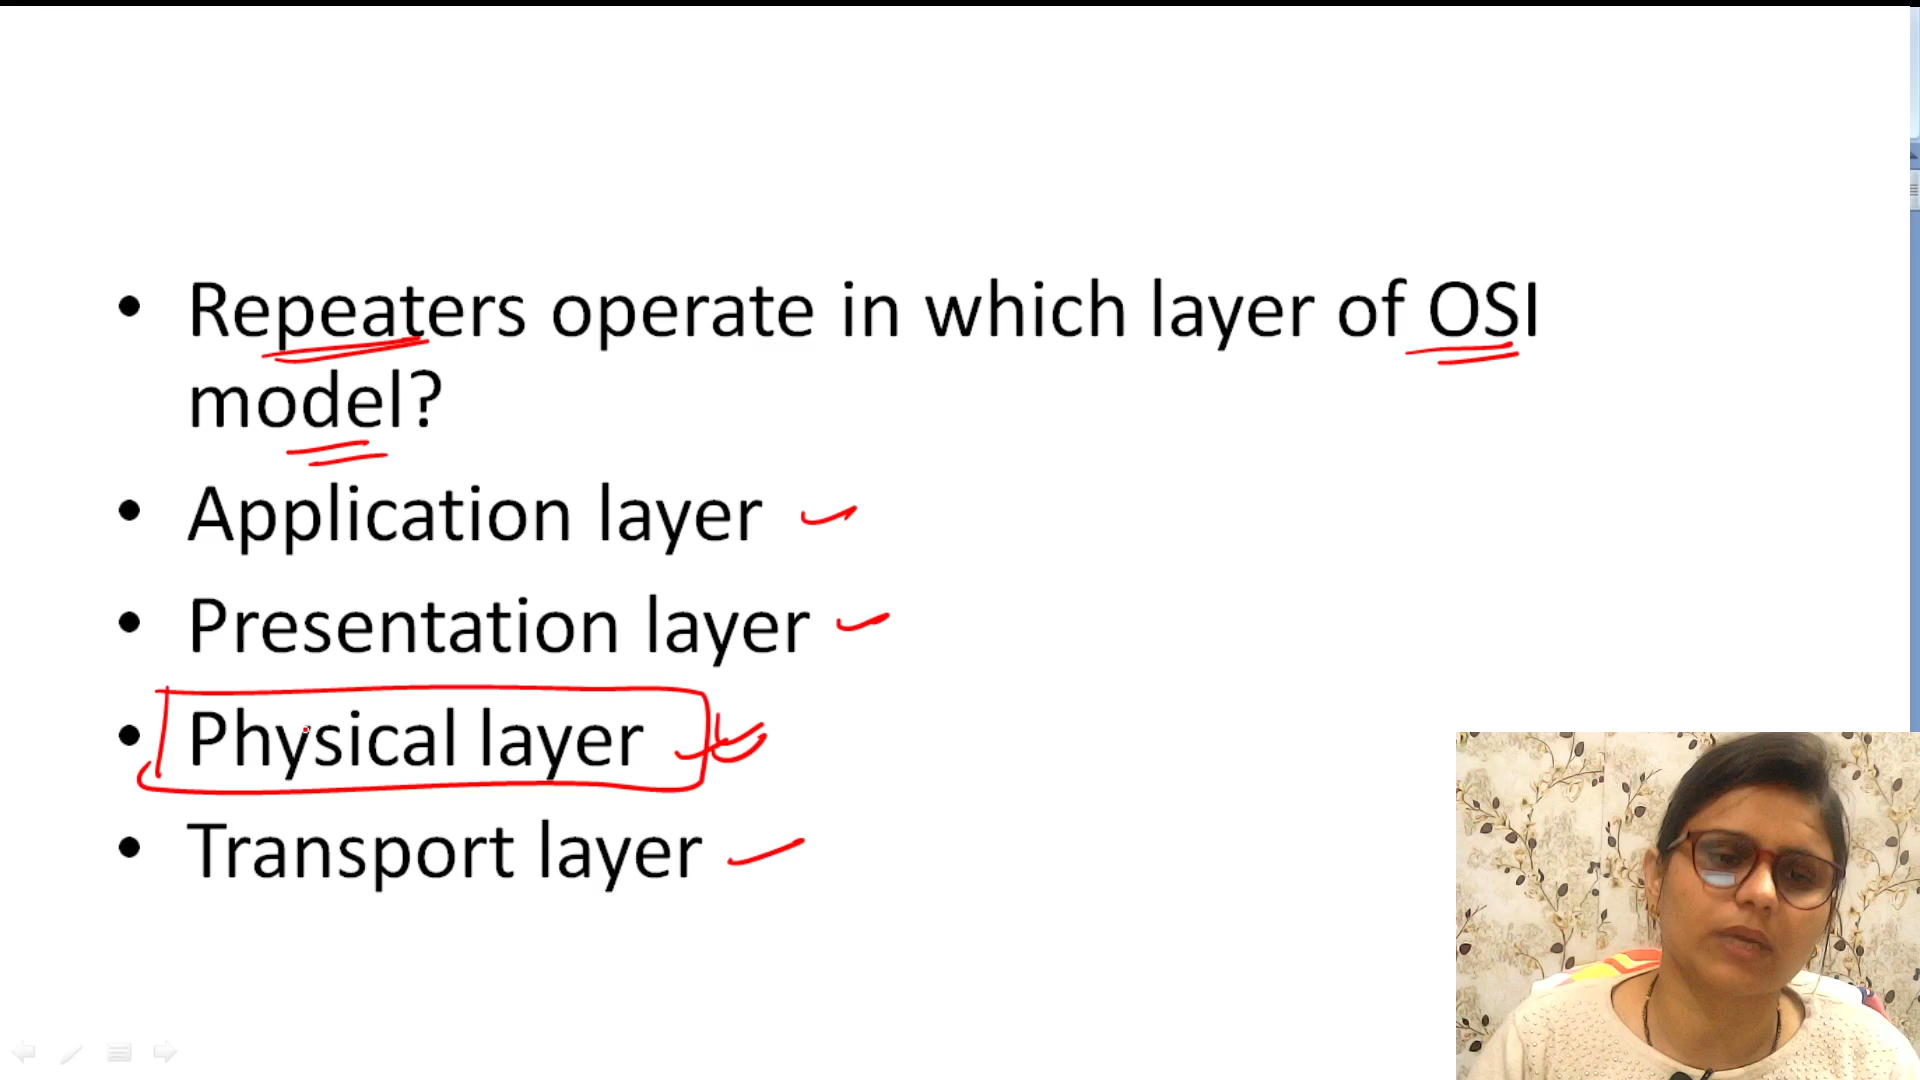 • Repeaters operate in which layer of OSI
model?
• Application layer
• Presentation layer
• Physical layer
• Transport layer